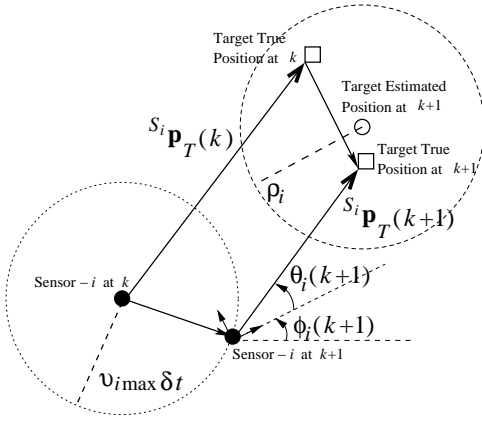 Target True
Position at k
Target Estimated
Position at k+1
Target True
Position at k+1
S_i p_T(k)
ρ_i
S_i p_T(k+1)
θ_i(k+1)
Sensor – i at k
ϕ_i(k+1)
Sensor – i at k+1
υ_i max δt